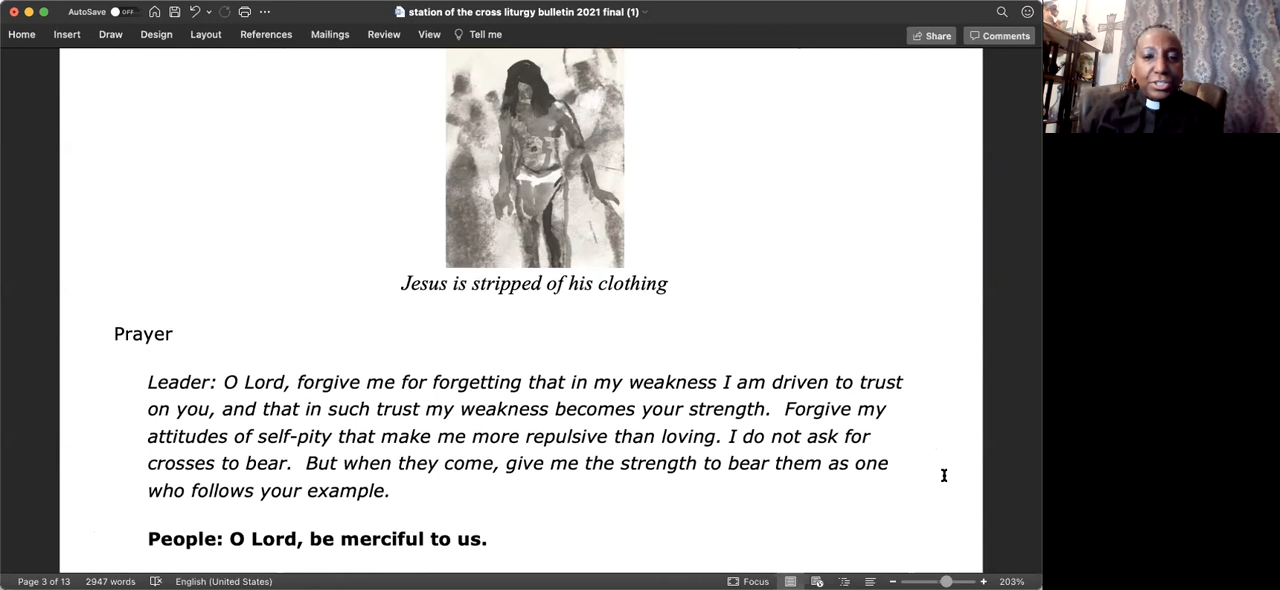 AutoSave OFF
station of the cross liturgy bulletin 2021 final (1)
Home Insert Draw Design Layout References Mailings Review View Tell me Share Comments
Jesus is stripped of his clothing
Prayer
Leader: O Lord, forgive me for forgetting that in my weakness I am driven to trust
on you, and that in such trust my weakness becomes your strength.  Forgive my
attitudes of self-pity that make me more repulsive than loving. I do not ask for
crosses to bear.  But when they come, give me the strength to bear them as one
who follows your example.
People: O Lord, be merciful to us.
Page 3 of 13 2947 words English (United States) Focus 203%